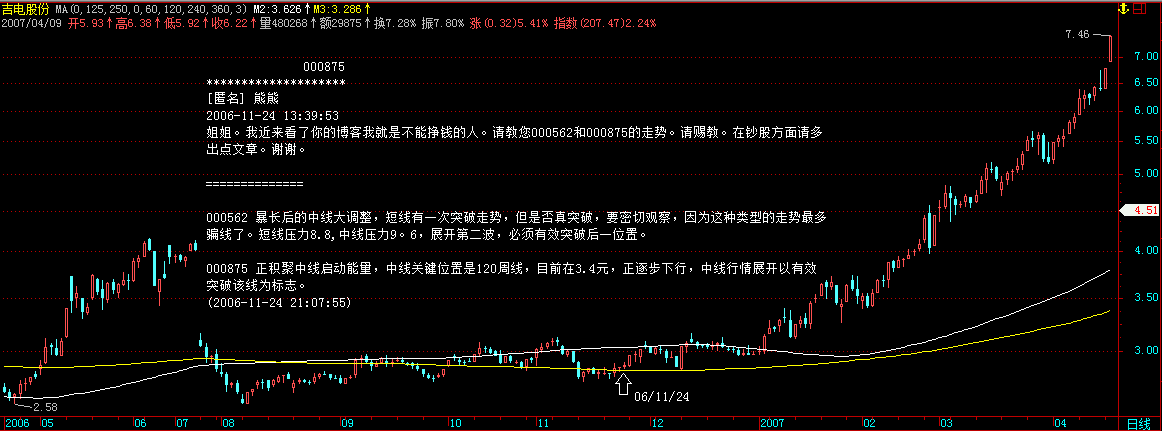 吉电股份 MA(0,125,250,0,60,120,240,360,3) M2:3.626↑M3:3.286↑
2007/04/09 开5.93↑高6.38↑低5.92↑收6.22↑量480268↑额29875↑换7.28% 振7.80% 涨(0.32)5.41% 指数(207.47)2.24%
7.46
000875
********************
[匿名] 熊熊
2006-11-24 13:39:53
姐姐。我近来看了你的博客我就是不能挣钱的人。请教您000562和000875的走势。请赐教。在钞股方面请多
出点文章。谢谢。
==============
000562 暴长后的中线大调整，短线有一次突破走势，但是否真突破，要密切观察，因为这种类型的走势最多
骗线了。短线压力8.8,中线压力9。6，展开第二波，必须有效突破后一位置。
000875 正积聚中线启动能量，中线关键位置是120周线，目前在3.4元，正逐步下行，中线行情展开以有效
突破该线为标志。
(2006-11-24 21:07:55)
7.00
6.50
6.00
5.50
5.00
4.51
4.00
3.50
3.00
2.58
06/11/24
2006 05 06 07 08 09 10 11 12 2007 02 03 04 日线